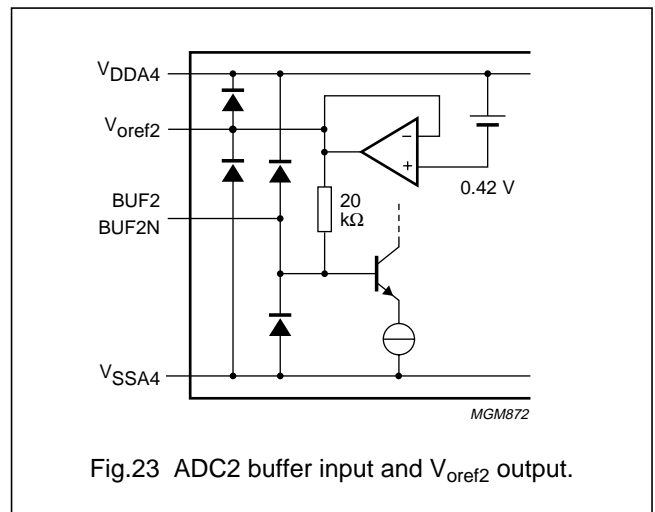 VDDA4
Voref2
−
+
0.42 V
BUF2
BUF2N
20
kΩ
VSSA4
MGM872
Fig.23 ADC2 buffer input and Voref2 output.